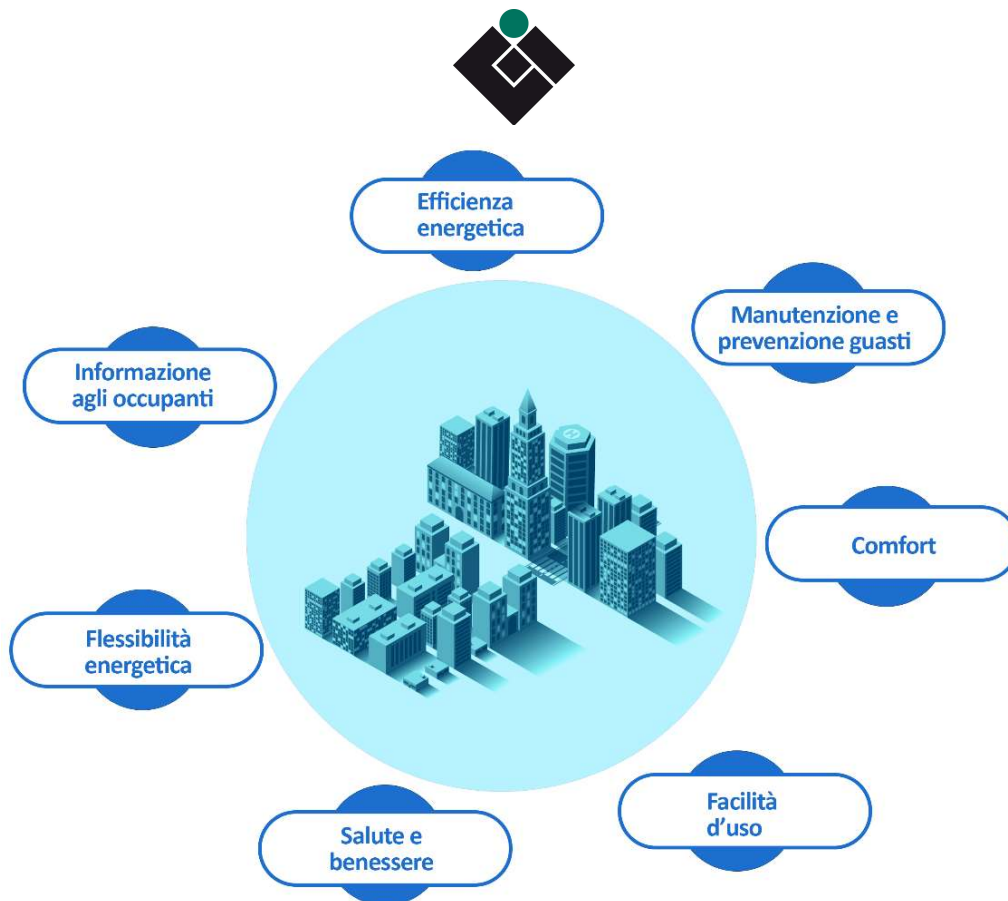 Efficienza
energetica
Manutenzione e
prevenzione guasti
Informazione
agli occupanti
Comfort
Flessibilità
energetica
Facilità
d'uso
Salute e
benessere